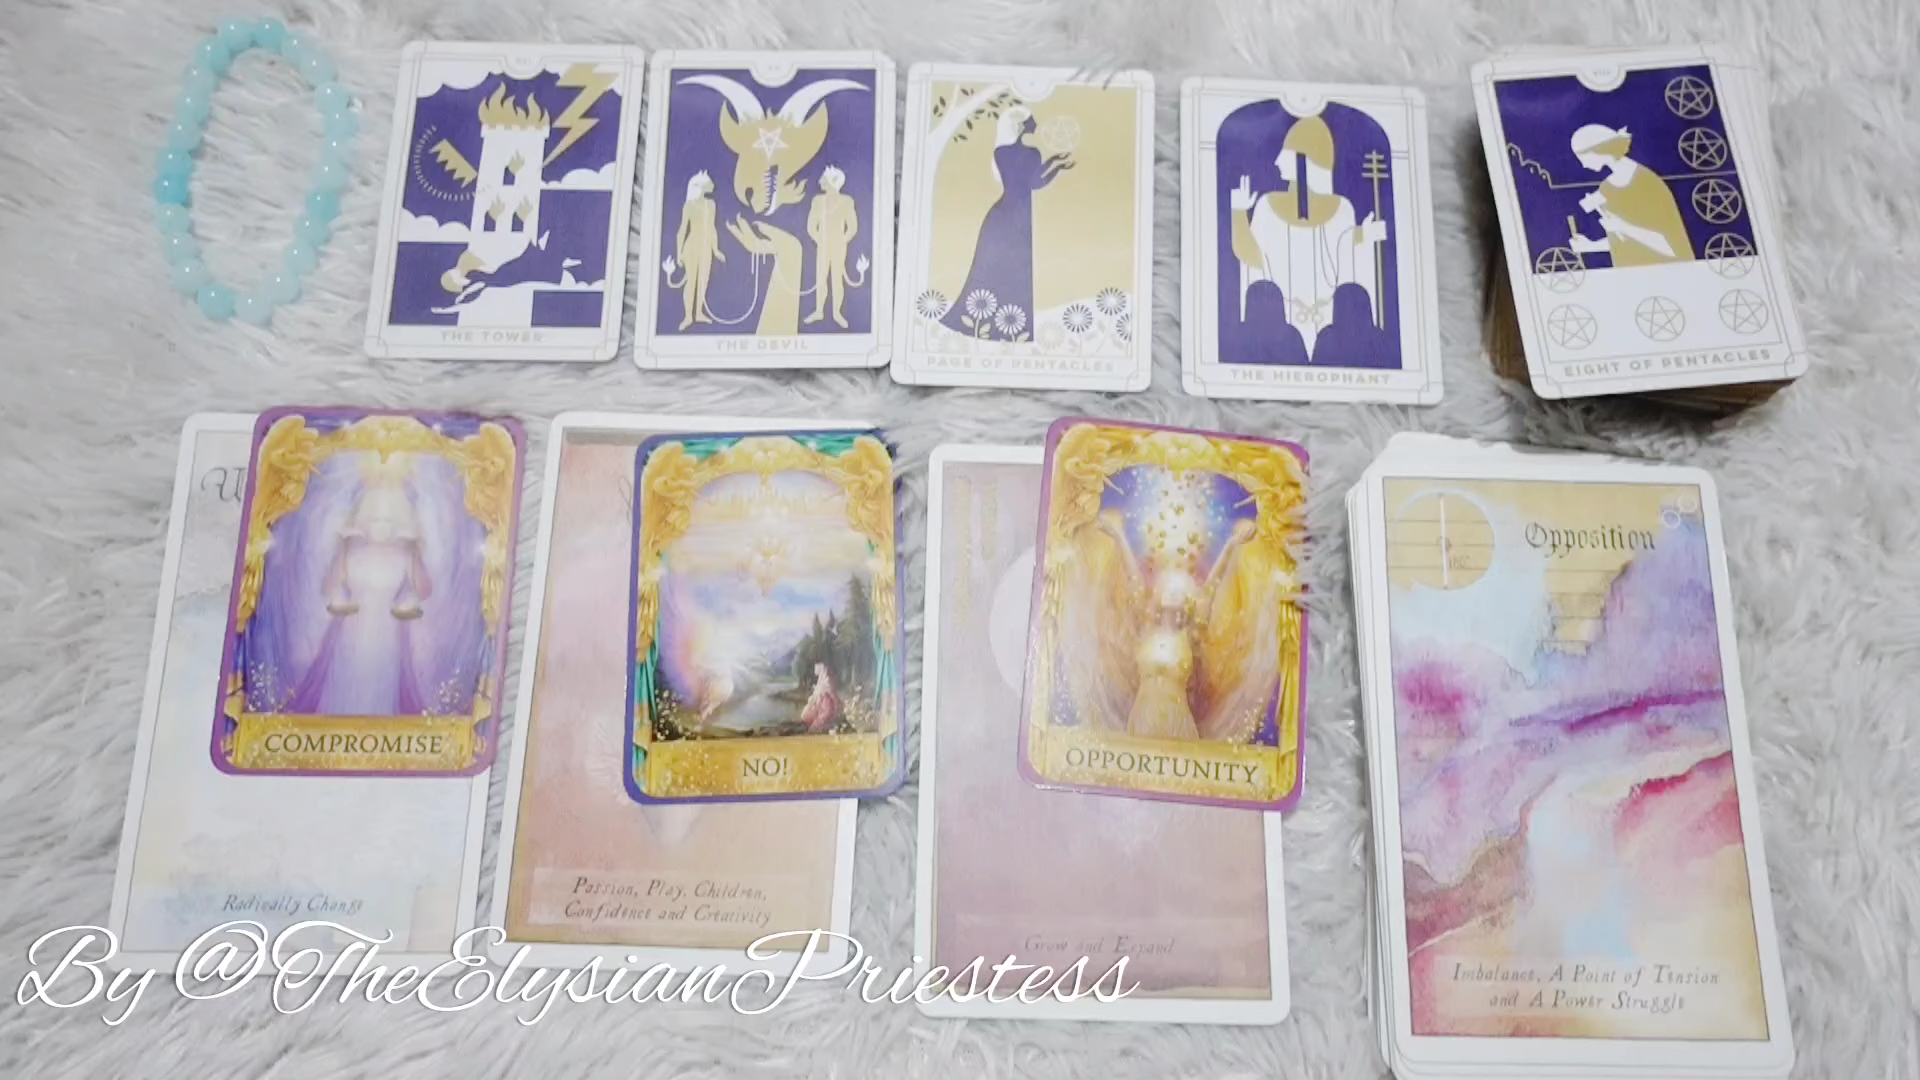 THE TOWER
THE DEVIL
PAGE OF PENTACLES
THE HIEROPHANT
EIGHT OF PENTACLES
COMPROMISE
NO!
OPPORTUNITY
Opposition
Radically Change
Passion, Play, Children,
Confidence and Creativity
Grow and Expand
Imbalance, A Point of Tension
and A Power Struggle
By @TheElysianPriestess